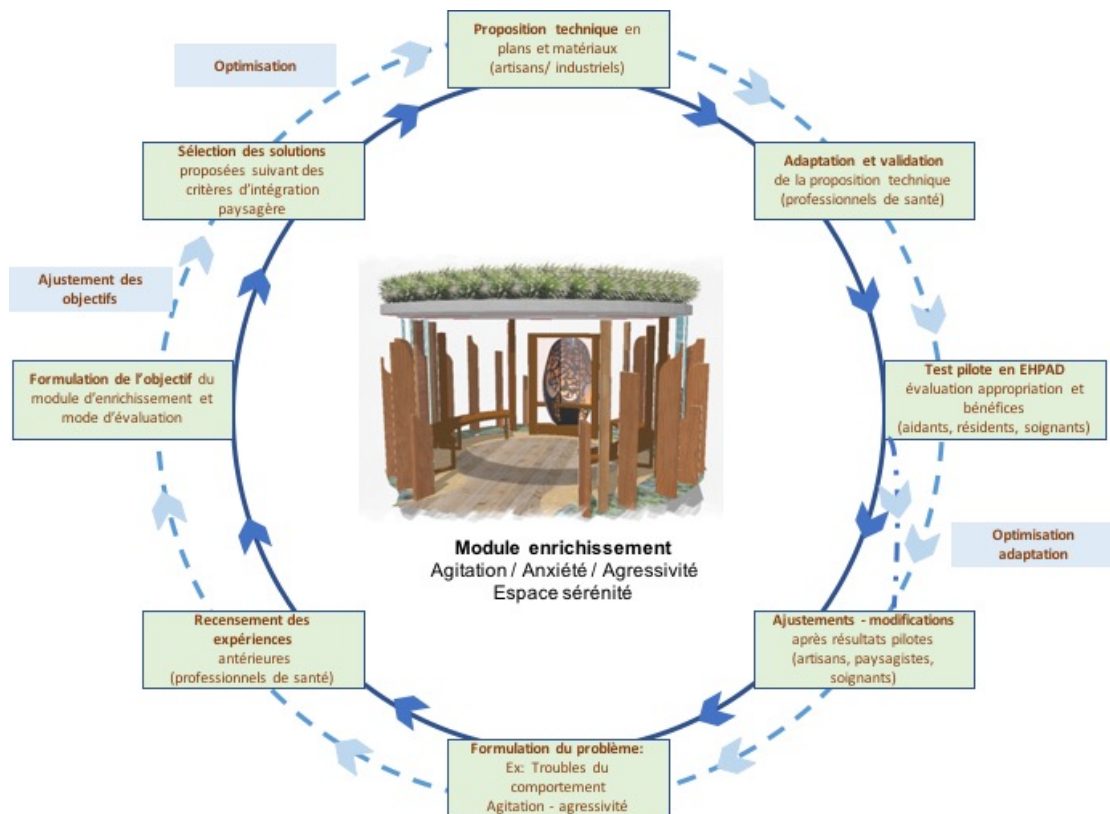 Proposition technique en
plans et matériaux
(artisans/ industriels)
Optimisation
Sélection des solutions
proposées suivant des
critères d'intégration
paysagère
Adaptation et validation
de la proposition technique
(professionnels de santé)
Ajustement des
objectifs
Formulation de l'objectif du
module d'enrichissement et
mode d'évaluation
Test pilote en EHPAD
évaluation appropriation et
bénéfices
(aidants, résidents, soignants)
Optimisation
adaptation
Module enrichissement
Agitation / Anxiété / Agressivité
Espace sérénité
Recensement des
expériences
antérieures
(professionnels de santé)
Ajustements - modifications
après résultats pilotes
(artisans, paysagistes,
soignants)
Formulation du problème:
Ex: Troubles du
comportement
Agitation - agressivité